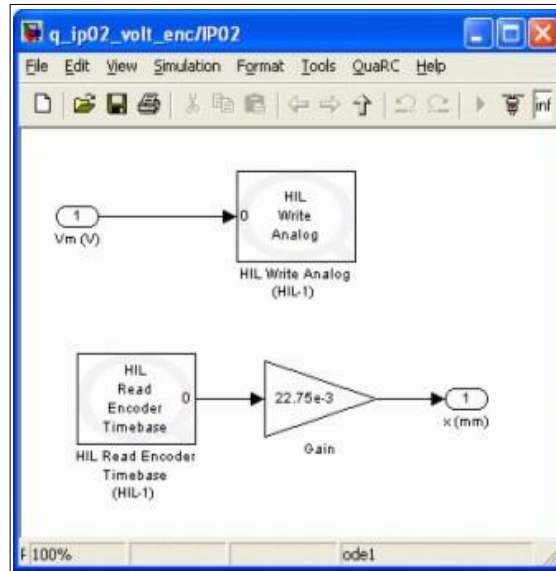 q_ip02_volt_enc/IP02
File Edit View Simulation Format Tools QuaRC Help
inf
1
Vm (V)
0
HIL
Write
Analog
HIL Write Analog
(HIL-1)
HIL
Read
Encoder
Timebase
0
HIL Read Encoder
Timebase
(HIL-1)
22.75e-3
Gain
1
x (mm)
F 100%
ode1